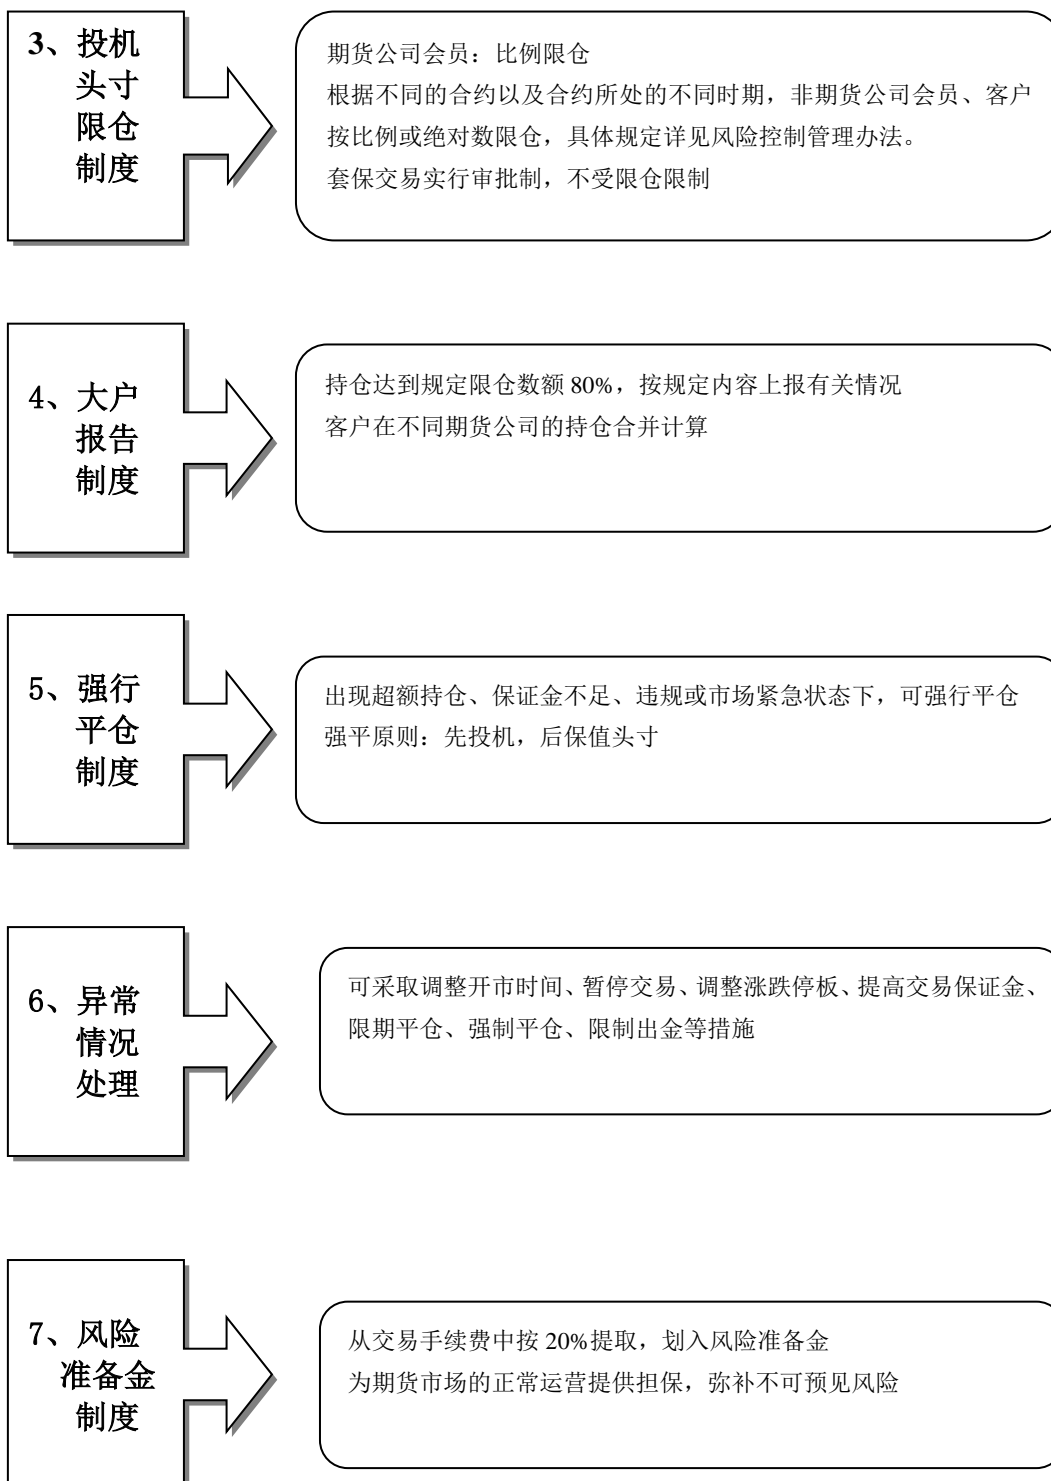 3、投机
头寸
限仓
制度
期货公司会员：比例限仓
根据不同的合约以及合约所处的不同时期，非期货公司会员、客户
按比例或绝对数限仓，具体规定详见风险控制管理办法。
套保交易实行审批制，不受限仓限制
4、大户
报告
制度
持仓达到规定限仓数额 80%，按规定内容上报有关情况
客户在不同期货公司的持仓合并计算
5、强行
平仓
制度
出现超额持仓、保证金不足、违规或市场紧急状态下，可强行平仓
强平原则：先投机，后保值头寸
6、异常
情况
处理
可采取调整开市时间、暂停交易、调整涨跌停板、提高交易保证金、
限期平仓、强制平仓、限制出金等措施
7、风险
准备金
制度
从交易手续费中按 20%提取，划入风险准备金
为期货市场的正常运营提供担保，弥补不可预见风险